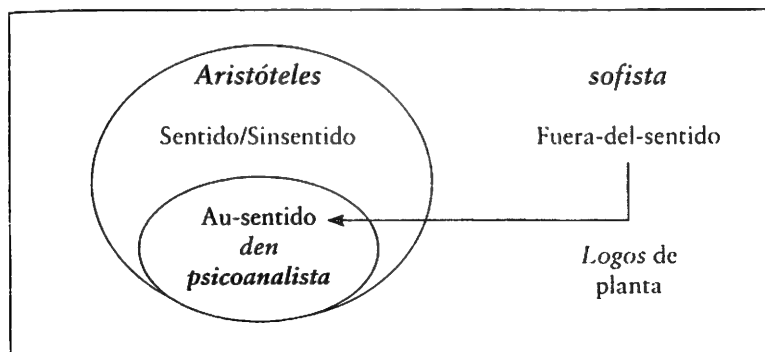 Aristóteles
sofista
Sentido/Sinsentido
Fuera-del-sentido
Au-sentido
den
psicoanalista
Logos de
planta